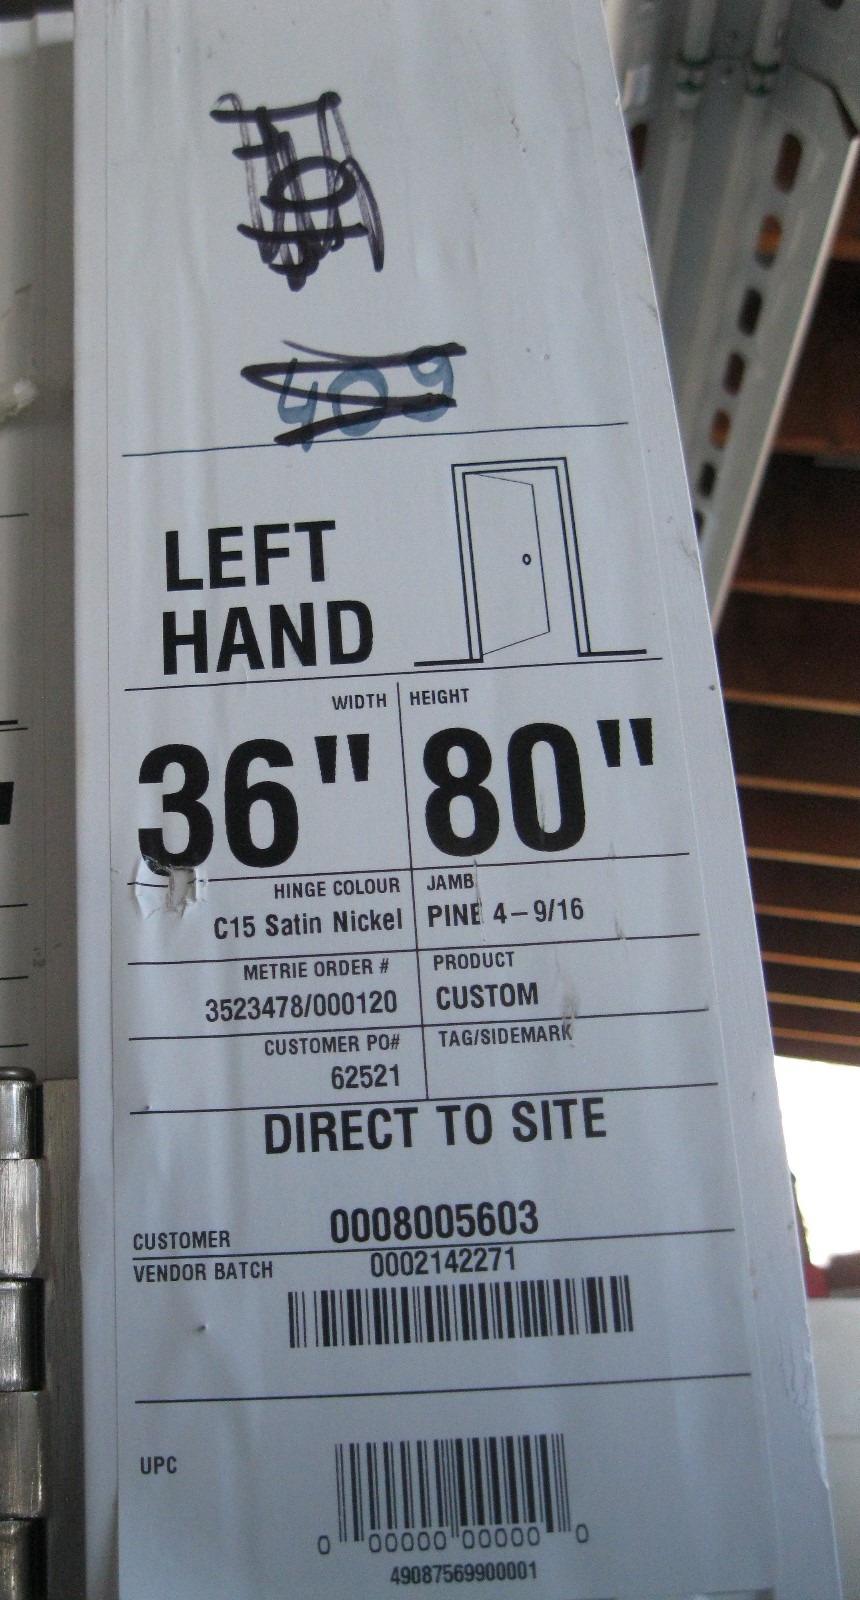 409
LEFT
HAND
WIDTH
HEIGHT
36"
80"
HINGE COLOUR
JAMB
C15 Satin Nickel
PINE 4-9/16
METRIE ORDER #
PRODUCT
3523478/000120
CUSTOM
CUSTOMER PO#
TAG/SIDEMARK
62521
DIRECT TO SITE
CUSTOMER 0008005603
VENDOR BATCH 0002142271
UPC
0 00000 00000 0
49087569900001